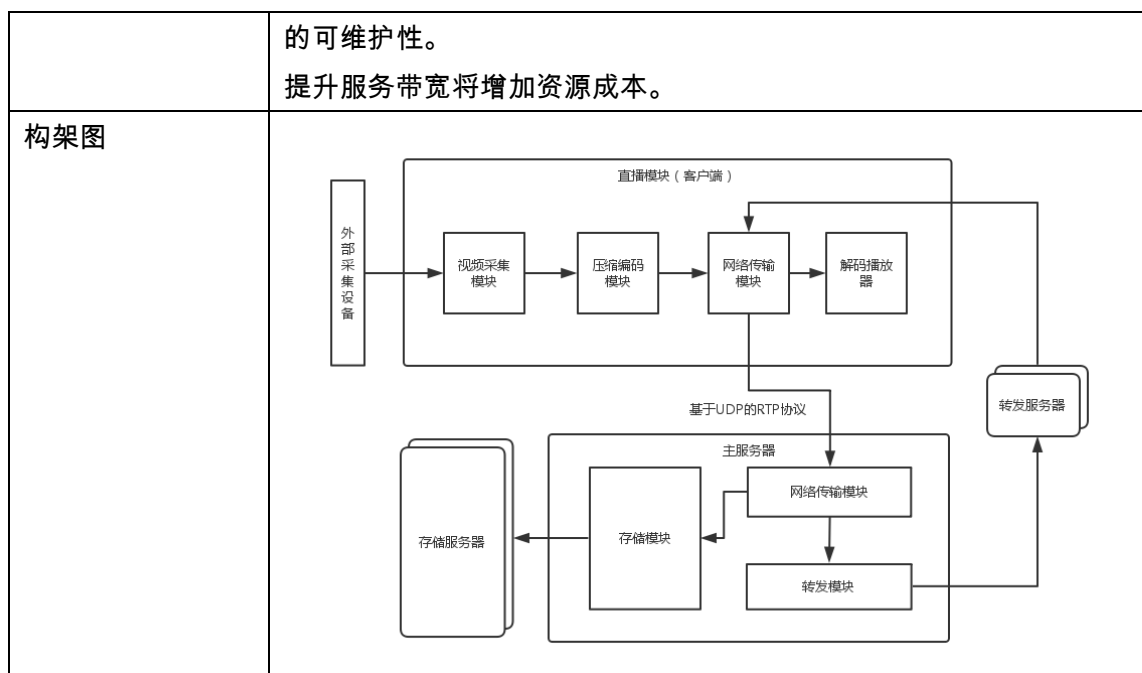 的可维护性。
提升服务带宽将增加资源成本。
构架图
直播模块（客户端）
外
部
采
集
设
备
视频采集
模块
压缩编码
模块
网络传输
模块
解码播放
器
基于UDP的RTP协议
转发服务器
主服务器
网络传输模块
存储服务器
存储模块
转发模块